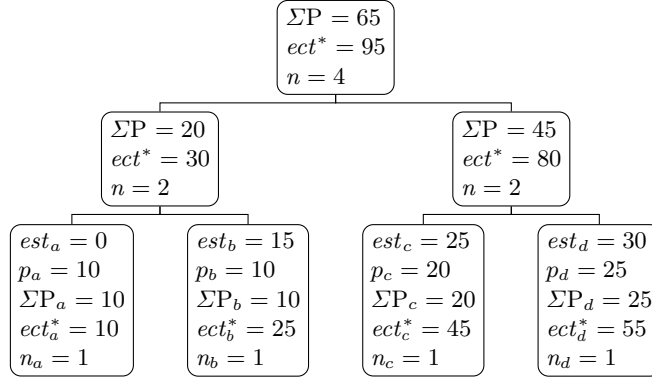 ΣP = 65
ect* = 95
n = 4
ΣP = 20
ect* = 30
n = 2
ΣP = 45
ect* = 80
n = 2
est_a = 0
p_a = 10
ΣP_a = 10
ect*_a = 10
n_a = 1
est_b = 15
p_b = 10
ΣP_b = 10
ect*_b = 25
n_b = 1
est_c = 25
p_c = 20
ΣP_c = 20
ect*_c = 45
n_c = 1
est_d = 30
p_d = 25
ΣP_d = 25
ect*_d = 55
n_d = 1